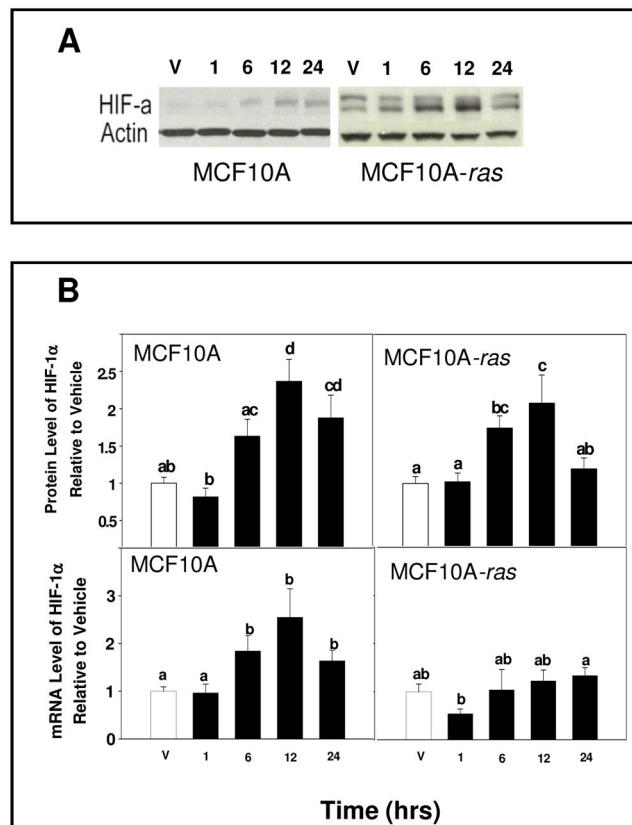 A
V 1 6 12 24 V 1 6 12 24
HIF-a
Actin
MCF10A MCF10A-ras
B
Protein Level of HIF-1α
Relative to Vehicle
MCF10A
2.5
2
1.5
1
0.5
ab b ac d cd
MCF10A-ras
a a bc c ab
mRNA Level of HIF-1α
Relative to Vehicle
MCF10A
3
2
1
0
a a b b b
V 1 6 12 24
MCF10A-ras
ab b ab ab a
V 1 6 12 24
Time (hrs)